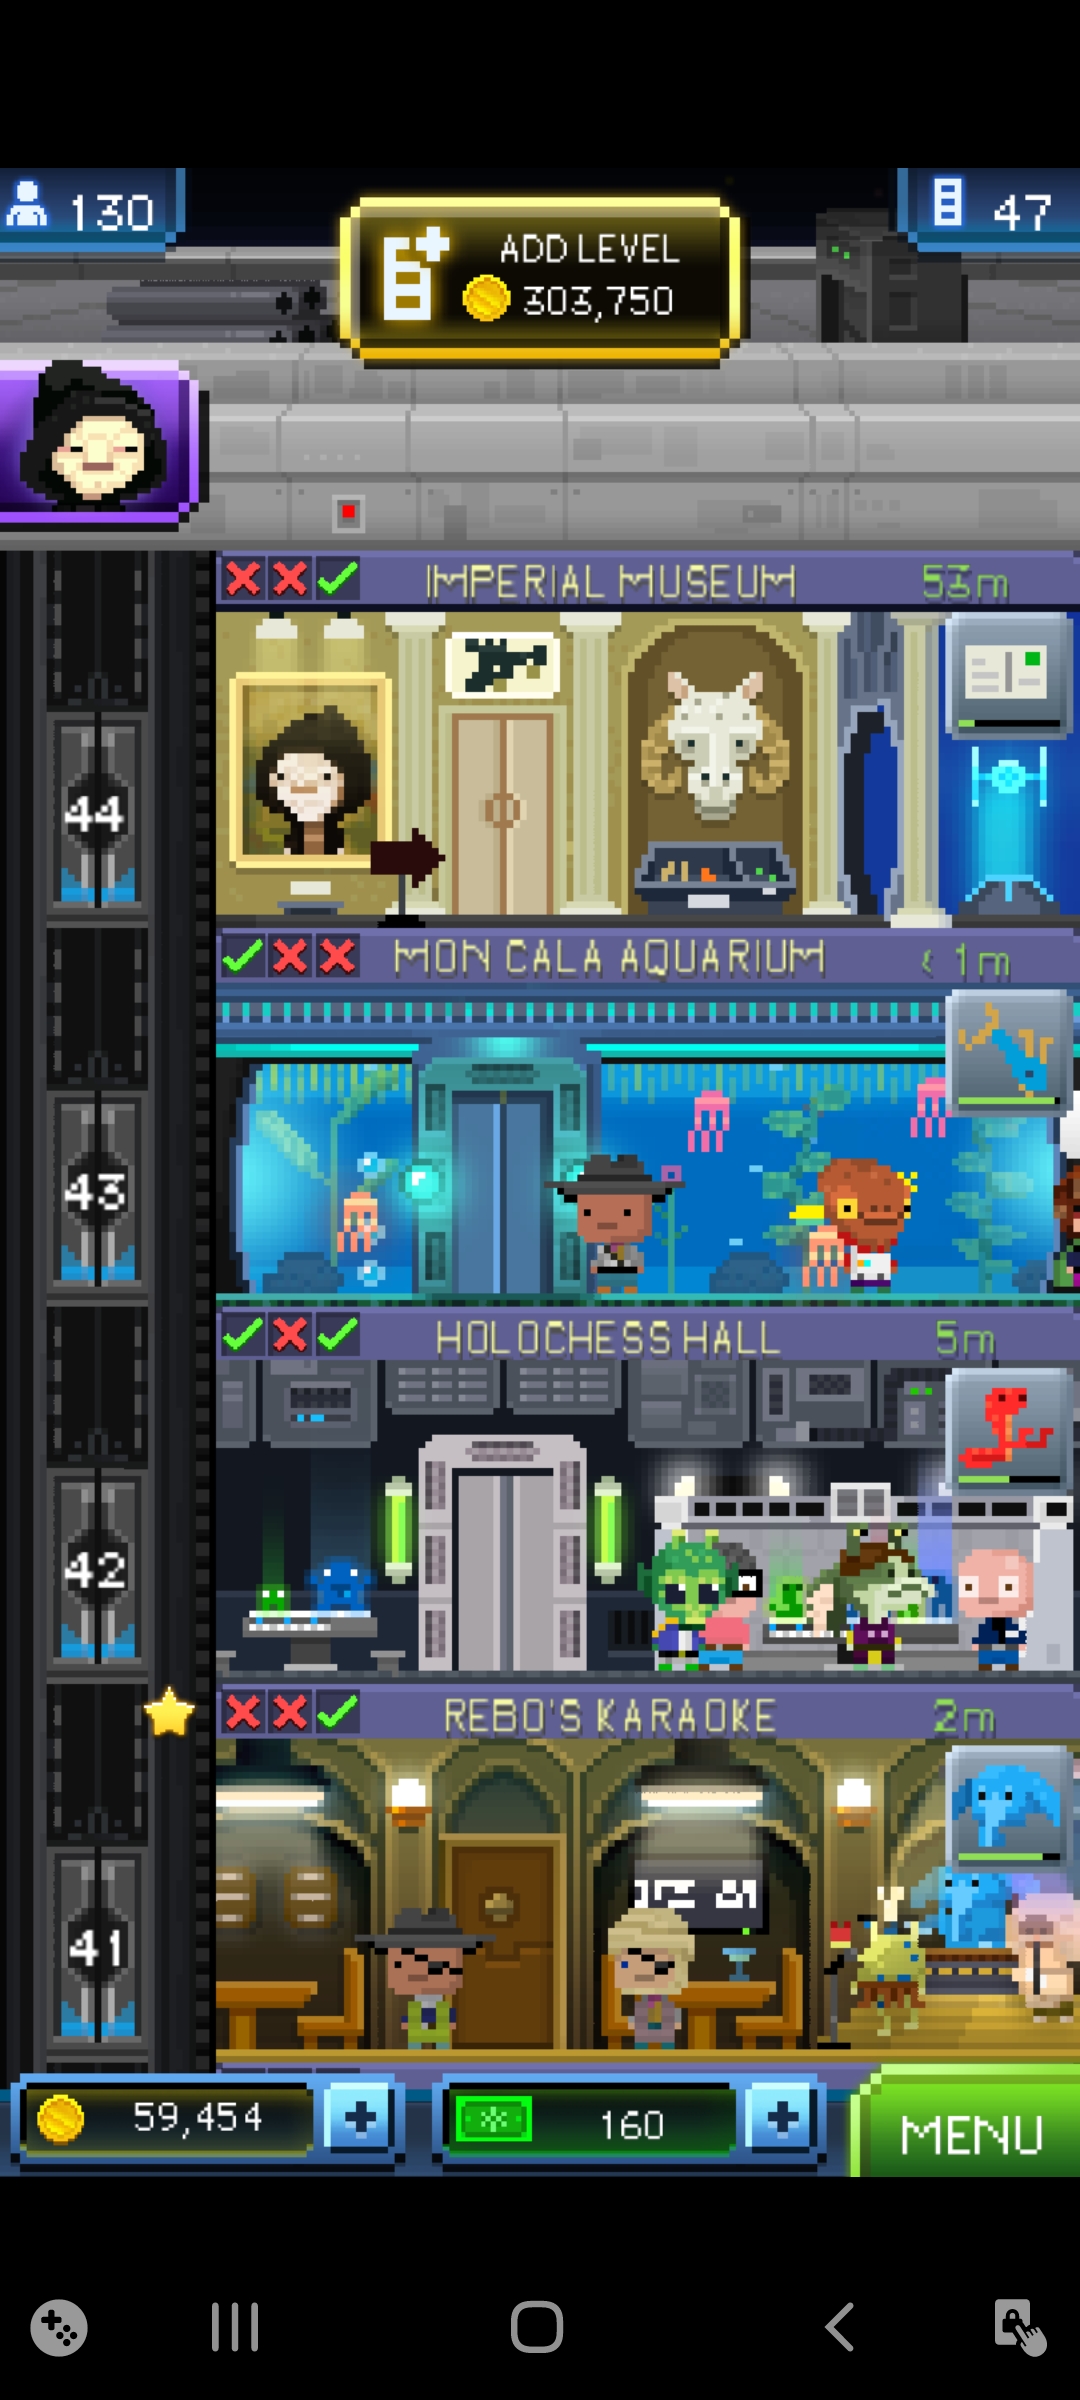 130
47
ADD LEVEL
303,750
IMPERIAL MUSEUM 53m
44
MON CALA AQUARIUM < 1m
43
HOLOCHESS HALL 5m
42
REBO'S KARAOKE 2m
41
59,454
160
MENU